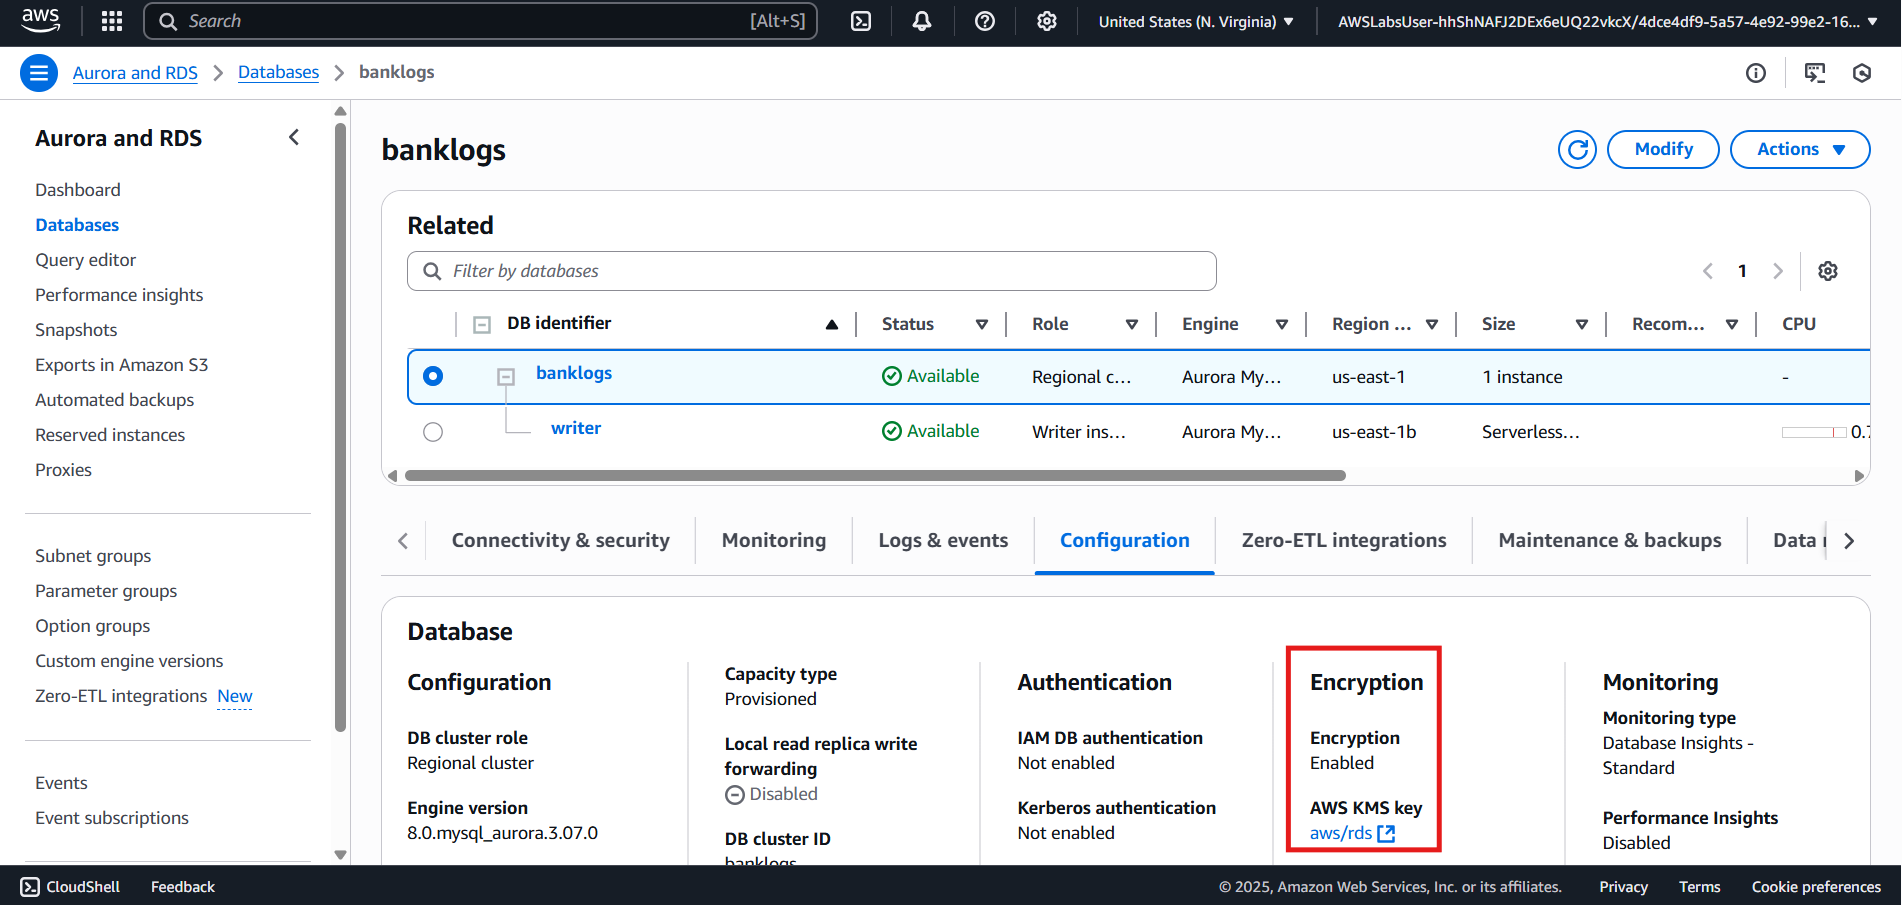 aws
Search [Alt+S]
United States (N. Virginia)
AWSLabsUser-hhShNAFJ2DEx6eUQ22vkcX/4dce4df9-5a57-4e92-99e2-16...
Aurora and RDS
Databases
banklogs
Aurora and RDS
Dashboard
Databases
Query editor
Performance insights
Snapshots
Exports in Amazon S3
Automated backups
Reserved instances
Proxies
Subnet groups
Parameter groups
Option groups
Custom engine versions
Zero-ETL integrations New
Events
Event subscriptions
banklogs
Modify
Actions
Related
Filter by databases
1
DB identifier Status Role Engine Region ... Size Recom... CPU
banklogs Available Regional c... Aurora My... us-east-1 1 instance -
writer Available Writer ins... Aurora My... us-east-1b Serverless... 0.7
Connectivity & security Monitoring Logs & events Configuration Zero-ETL integrations Maintenance & backups Data
Database
Configuration
DB cluster role
Regional cluster
Engine version
8.0.mysql_aurora.3.07.0
Capacity type
Provisioned
Local read replica write
forwarding
Disabled
DB cluster ID
banklogs
Authentication
IAM DB authentication
Not enabled
Kerberos authentication
Not enabled
Encryption
Encryption
Enabled
AWS KMS key
aws/rds
Monitoring
Monitoring type
Database Insights -
Standard
Performance Insights
Disabled
CloudShell Feedback
© 2025, Amazon Web Services, Inc. or its affiliates. Privacy Terms Cookie preferences